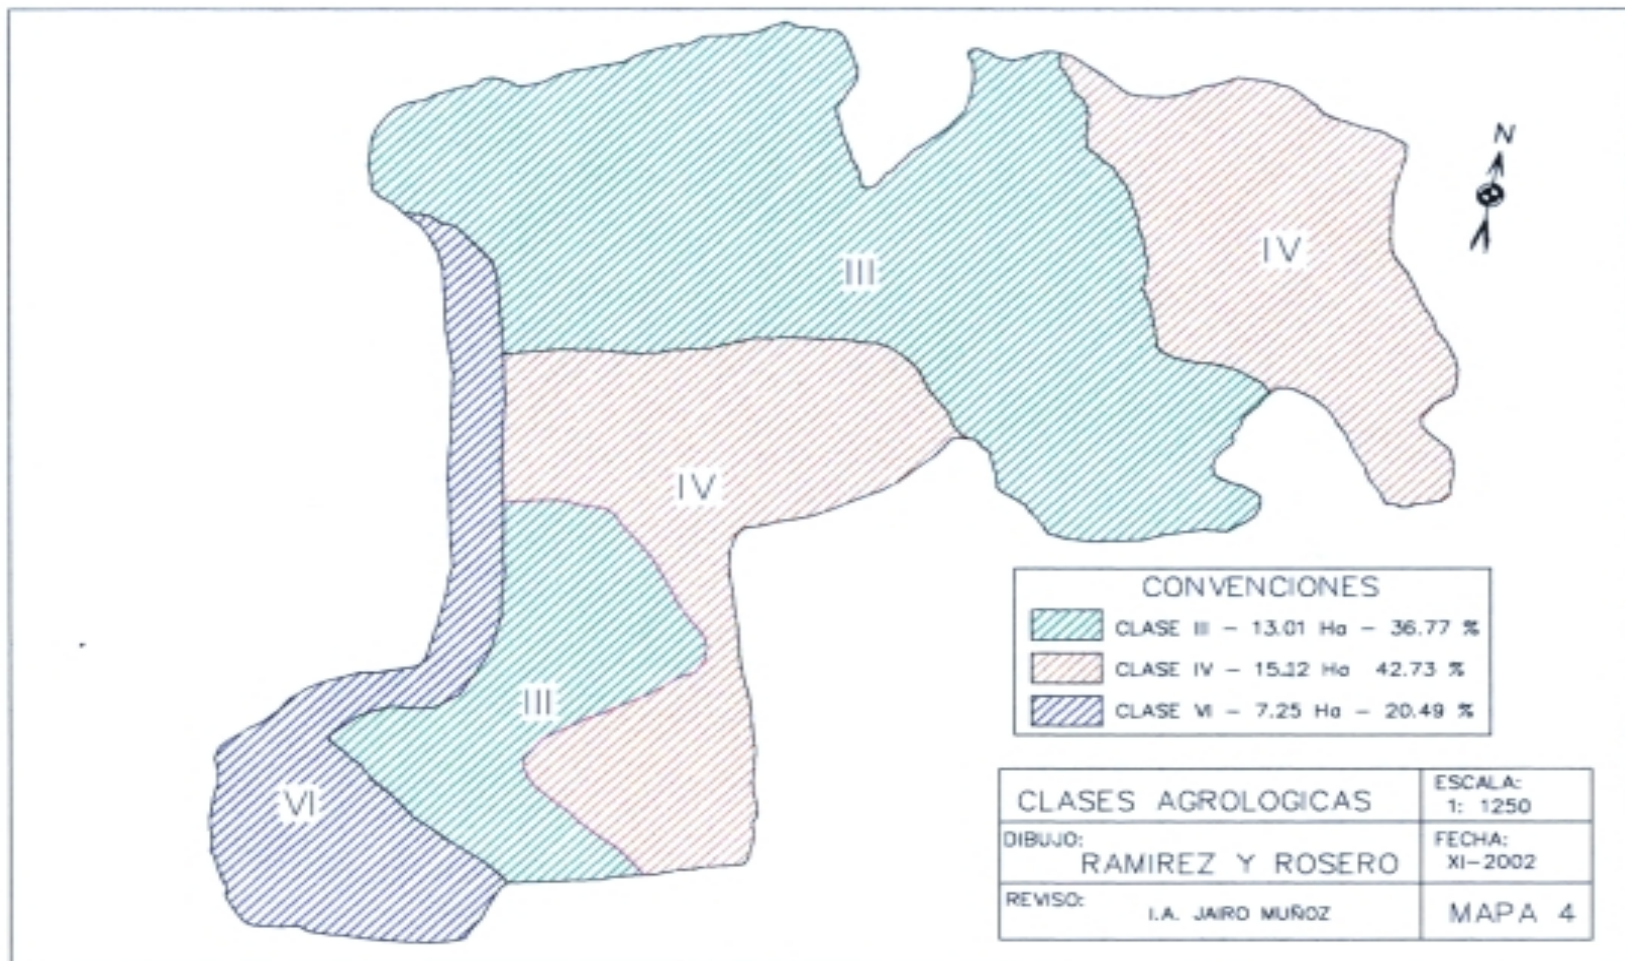 N
III
IV
IV
III
VI
CONVENCIONES
CLASE III - 13.01 Ha - 36.77 %
CLASE IV - 15.12 Ha 42.73 %
CLASE VI - 7.25 Ha - 20.49 %
CLASES AGROLOGICAS
ESCALA:
1: 1250
DIBUJO:
RAMIREZ Y ROSERO
FECHA:
XI-2002
REVISO:
I.A. JAIRO MUÑOZ
MAPA 4